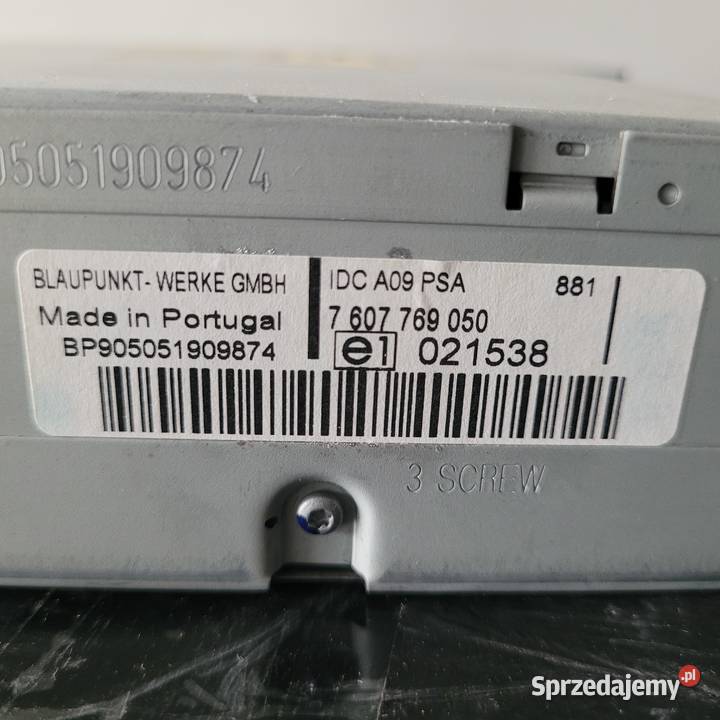 05051909874
BLAUPUNKT- WERKE GMBH
Made in Portugal
BP905051909874
IDC A09 PSA 881
7 607 769 050
e1 021538
3 SCREW
Sprzedajemy.pl